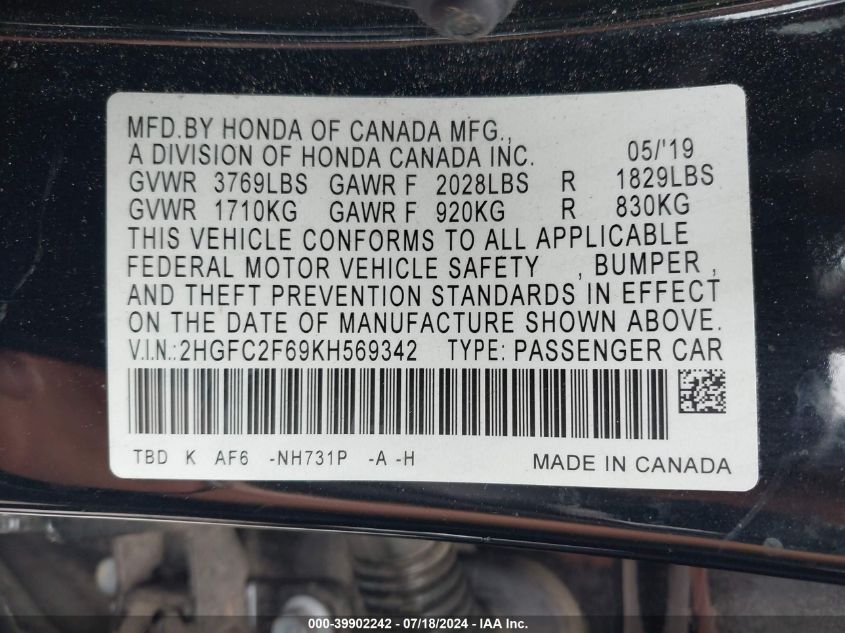 MFD.BY HONDA OF CANADA MFG.,
A DIVISION OF HONDA CANADA INC. 05/'19
GVWR 3769LBS GAWR F 2028LBS R 1829LBS
GVWR 1710KG GAWR F 920KG R 830KG
THIS VEHICLE CONFORMS TO ALL APPLICABLE
FEDERAL MOTOR VEHICLE SAFETY , BUMPER ,
AND THEFT PREVENTION STANDARDS IN EFFECT
ON THE DATE OF MANUFACTURE SHOWN ABOVE.
V.I.N.:2HGFC2F69KH569342 TYPE: PASSENGER CAR
TBD K AF6 -NH731P -A -H
MADE IN CANADA
000-39902242 / 07/18/2024 - IAA Inc.